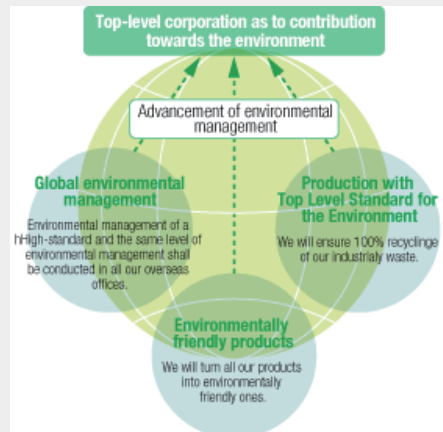 Top-level corporation as to contribution
towards the environment
Advancement of environmental
management
Global environmental
management
Environmental management of a
hHigh-standard and the same level of
environmental management shall
be conducted in all our overseas
offices.
Production with
Top Level Standard for
the Environment
We will ensure 100% recyclinge
of our industrialy waste.
Environmentally
friendly products
We will turn all our products
into environmentally
friendly ones.